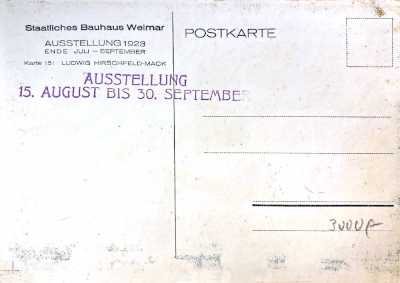 Staatliches Bauhaus Weimar
AUSSTELLUNG 1923
ENDE JULI — SEPTEMBER
Karte 15: LUDWIG HIRSCHFELD-MACK
AUSSTELLUNG
15. AUGUST BIS 30. SEPTEMBER
POSTKARTE